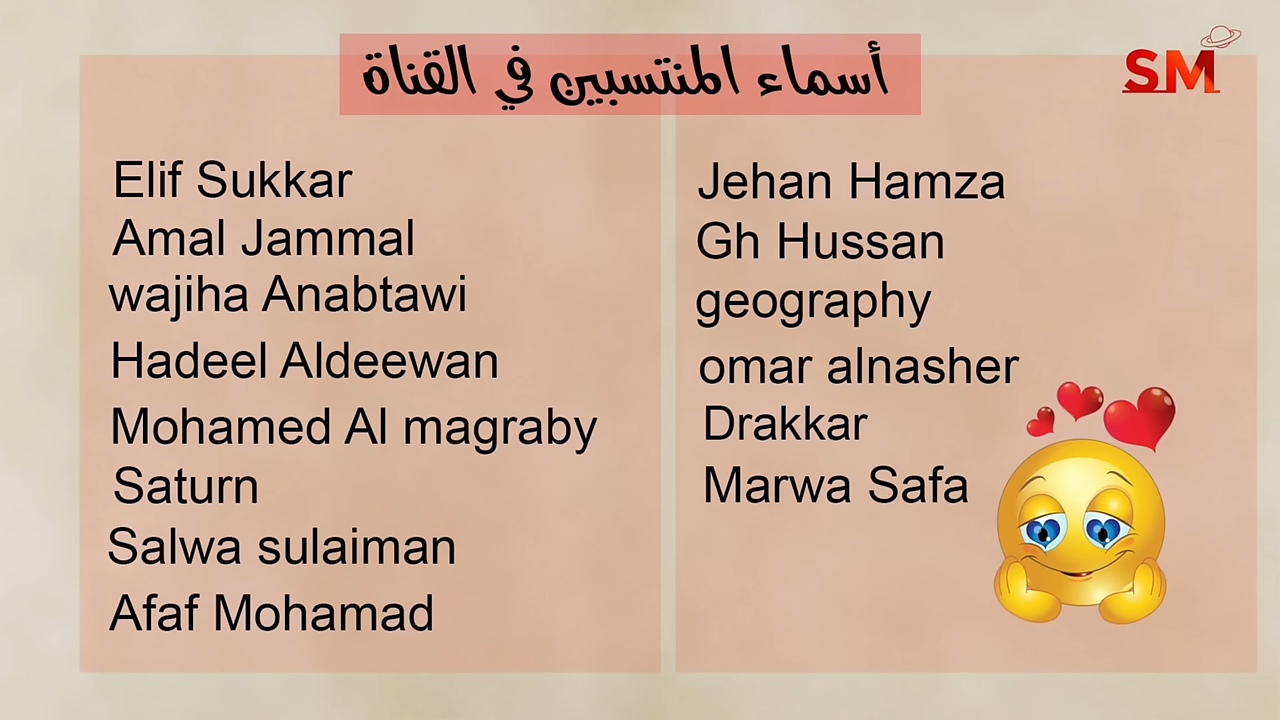 أسماء المنتسبين في القناة
SM
Elif Sukkar
Amal Jammal
wajiha Anabtawi
Hadeel Aldeewan
Mohamed Al magraby
Saturn
Salwa sulaiman
Afaf Mohamad
Jehan Hamza
Gh Hussan
geography
omar alnasher
Drakkar
Marwa Safa